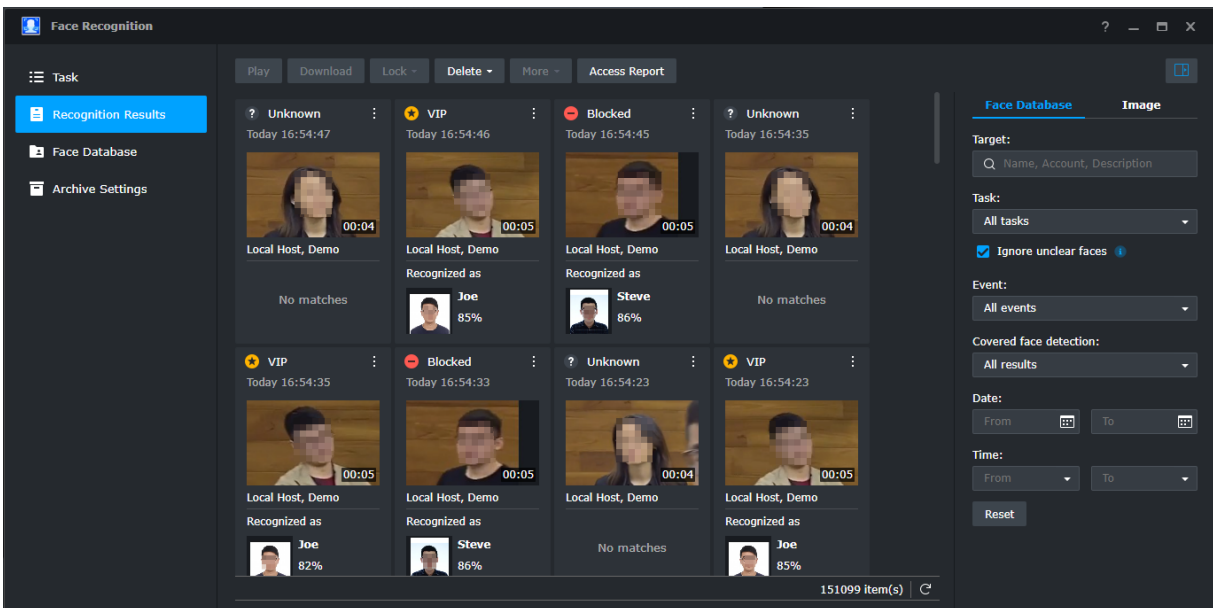 Face Recognition
?
Task
Recognition Results
Face Database
Archive Settings
Play Download Lock Delete More Access Report
? Unknown
Today 16:54:47
00:04
Local Host, Demo
No matches
VIP
Today 16:54:46
00:05
Local Host, Demo
Recognized as
Joe
85%
Blocked
Today 16:54:45
00:05
Local Host, Demo
Recognized as
Steve
86%
? Unknown
Today 16:54:35
00:04
Local Host, Demo
No matches
VIP
Today 16:54:35
00:05
Local Host, Demo
Recognized as
Joe
82%
Blocked
Today 16:54:33
00:05
Local Host, Demo
Recognized as
Steve
86%
? Unknown
Today 16:54:23
00:04
Local Host, Demo
No matches
VIP
Today 16:54:23
00:05
Local Host, Demo
Recognized as
Joe
85%
151099 item(s)
Face Database Image
Target:
Name, Account, Description
Task:
All tasks
Ignore unclear faces
Event:
All events
Covered face detection:
All results
Date:
From To
Time:
From To
Reset